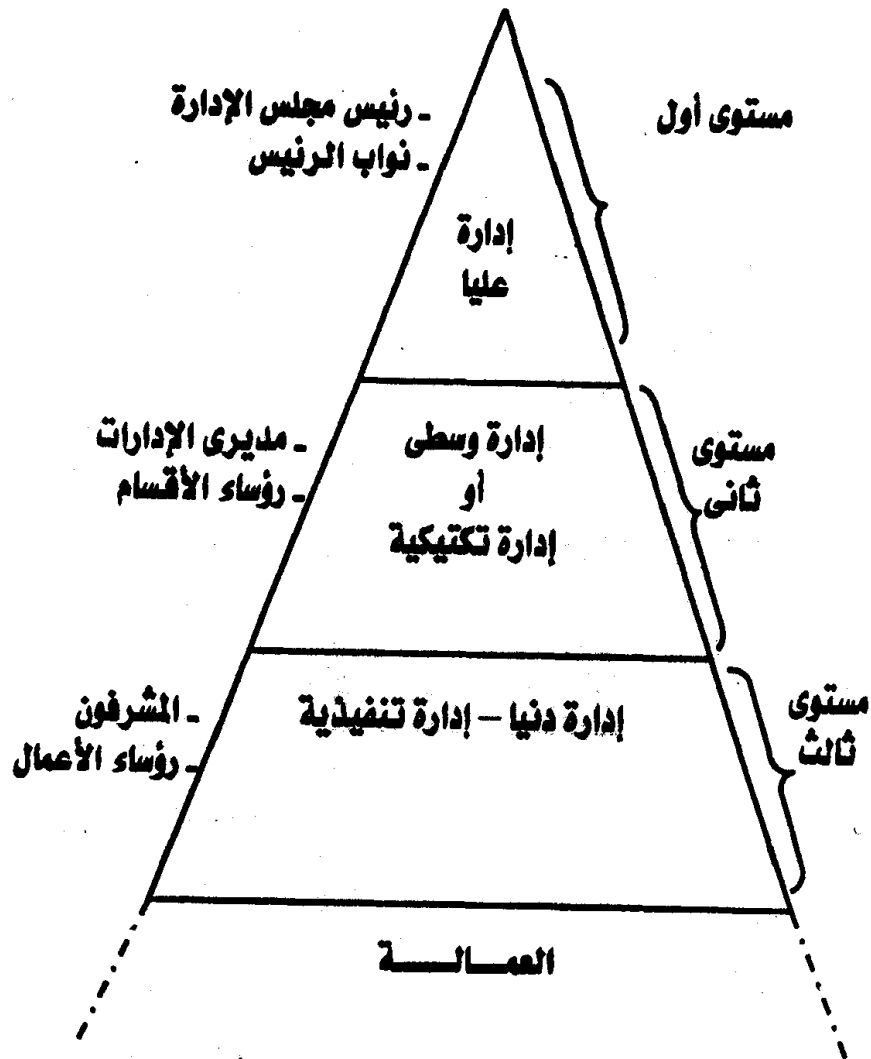 مستوى أول
- رئيس مجلس الإدارة
- نواب الرئيس
إدارة
عليا
مستوى
ثانى
إدارة وسطى
أو
إدارة تكتيكية
- مديرى الإدارات
- رؤساء الأقسام
مستوى
ثالث
إدارة دنيا – إدارة تنفيذية
- المشرفون
- رؤساء الأعمال
العمـــالـــــة